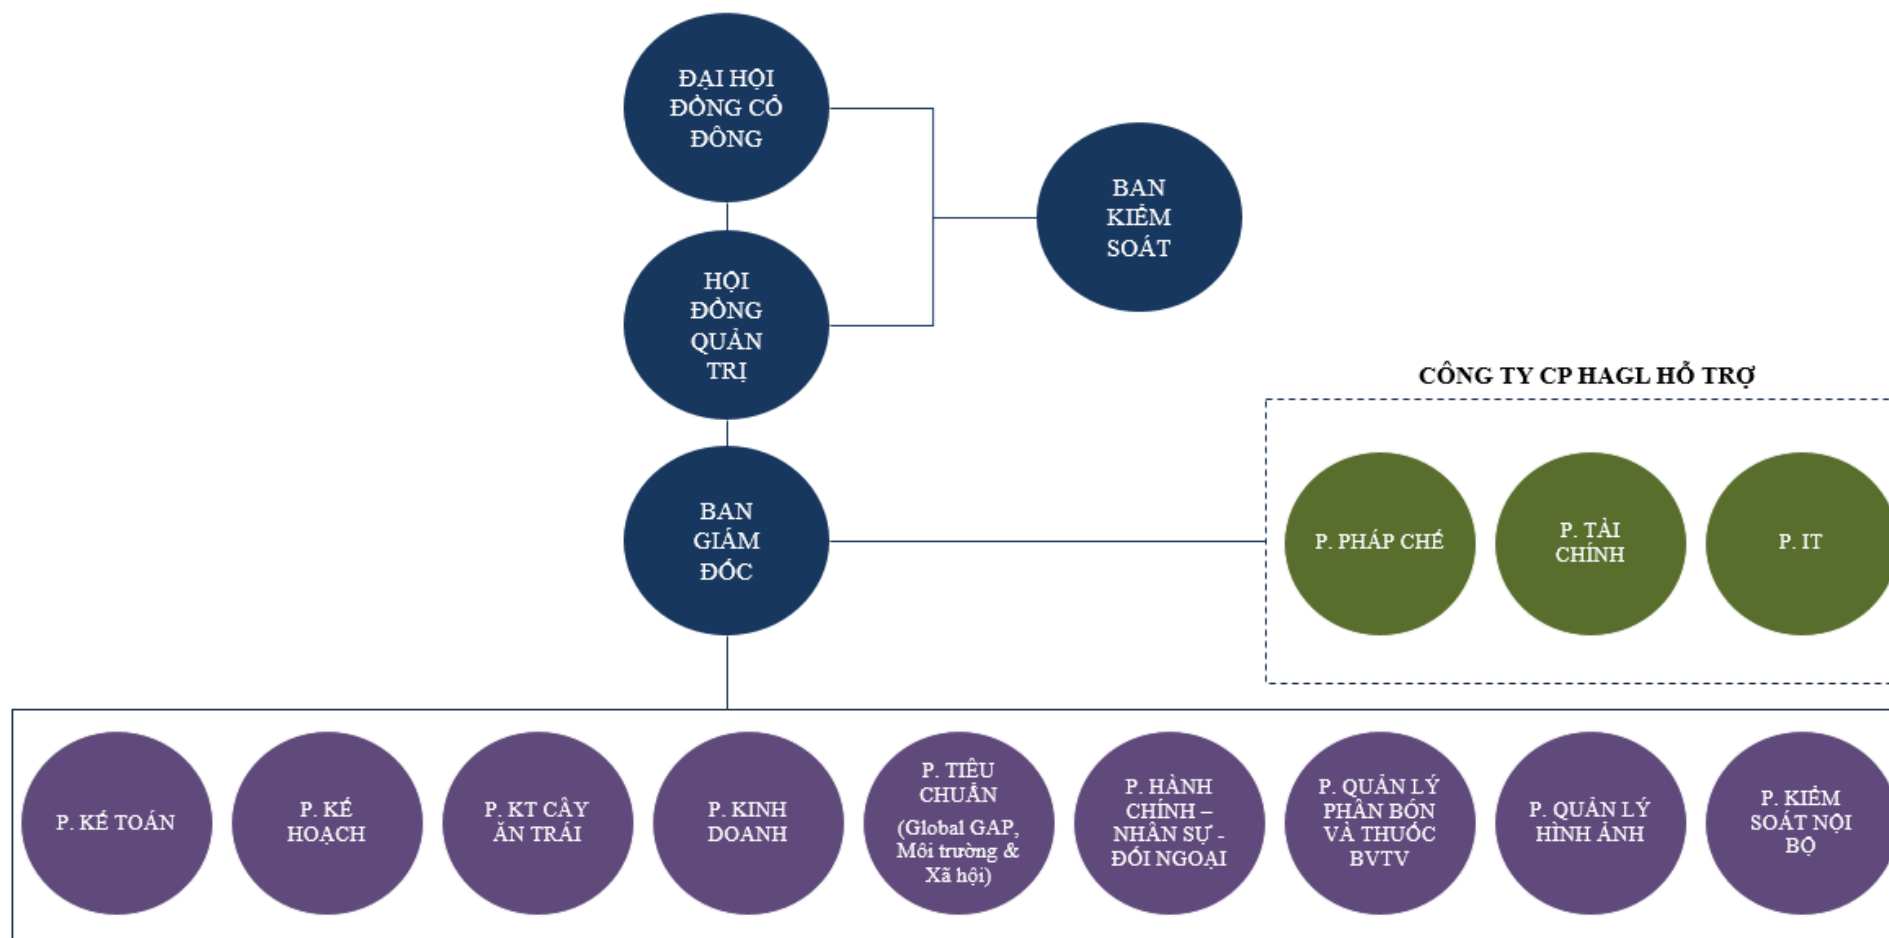 ĐẠI HỘI
ĐỒNG CỔ
ĐÔNG
BAN
KIỂM
SOÁT
HỘI
ĐỒNG
QUẢN
TRỊ
CÔNG TY CP HAGL HỖ TRỢ
BAN
GIÁM
ĐỐC
P. PHÁP CHẾ
P. TÀI
CHÍNH
P. IT
P. KẾ TOÁN
P. KẾ
HOẠCH
P. KT CÂY
ĂN TRÁI
P. KINH
DOANH
P. TIÊU
CHUẨN
(Global GAP,
Môi trường &
Xã hội)
P. HÀNH
CHÍNH –
NHÂN SỰ -
ĐỐI NGOẠI
P. QUẢN LÝ
PHÂN BÓN
VÀ THUỐC
BVTV
P. QUẢN LÝ
HÌNH ẢNH
P. KIỂM
SOÁT NỘI
BỘ